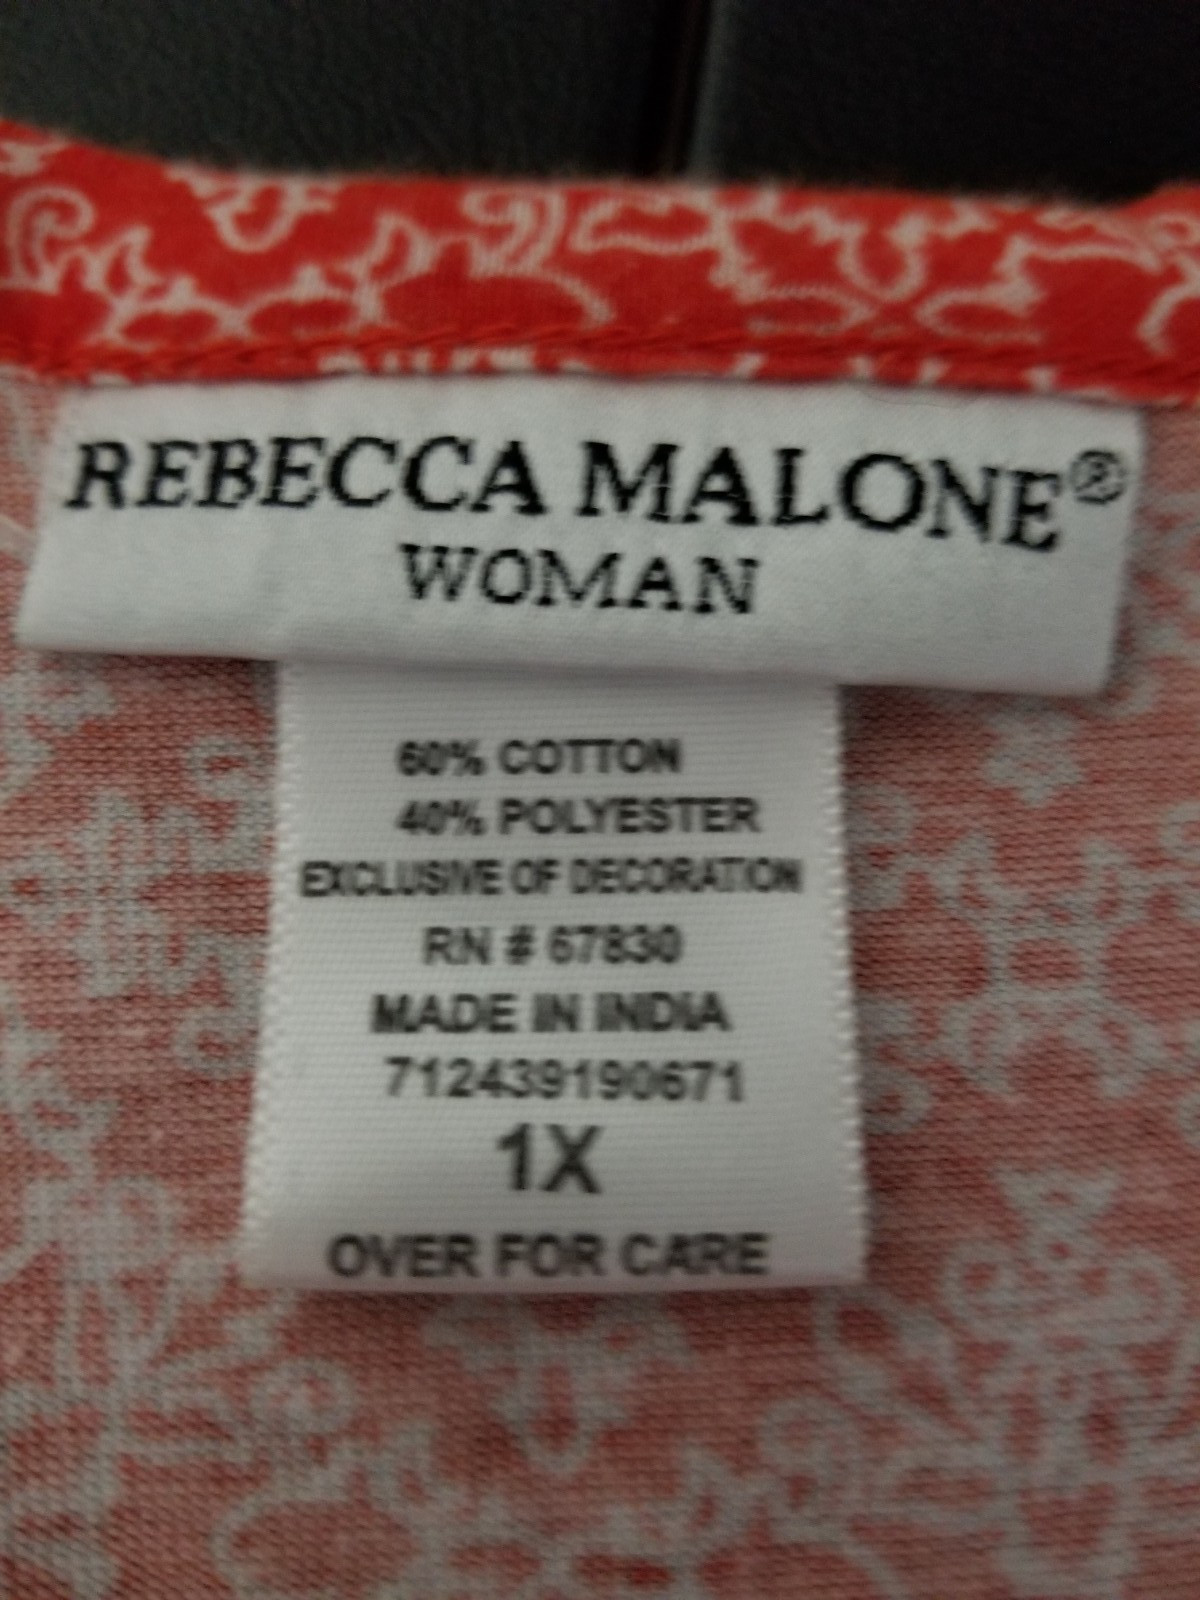 REBECCA MALONE®
WOMAN
60% COTTON
40% POLYESTER
EXCLUSIVE OF DECORATION
RN # 67830
MADE IN INDIA
712439190671
1X
OVER FOR CARE